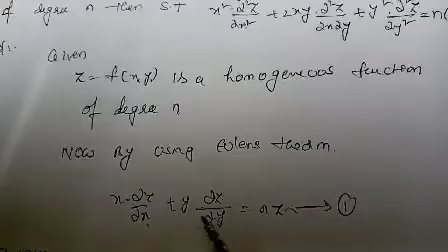 of degree n then S.T x² ∂²z/∂x² + 2xy ∂²z/∂x∂y + y² ∂²z/∂y² = n(
Given
z = f(x,y) is a homogeneous function
of degree n
Now By using Eulers theorem.
x · ∂z/∂x + y · ∂z/∂y = nz → ①